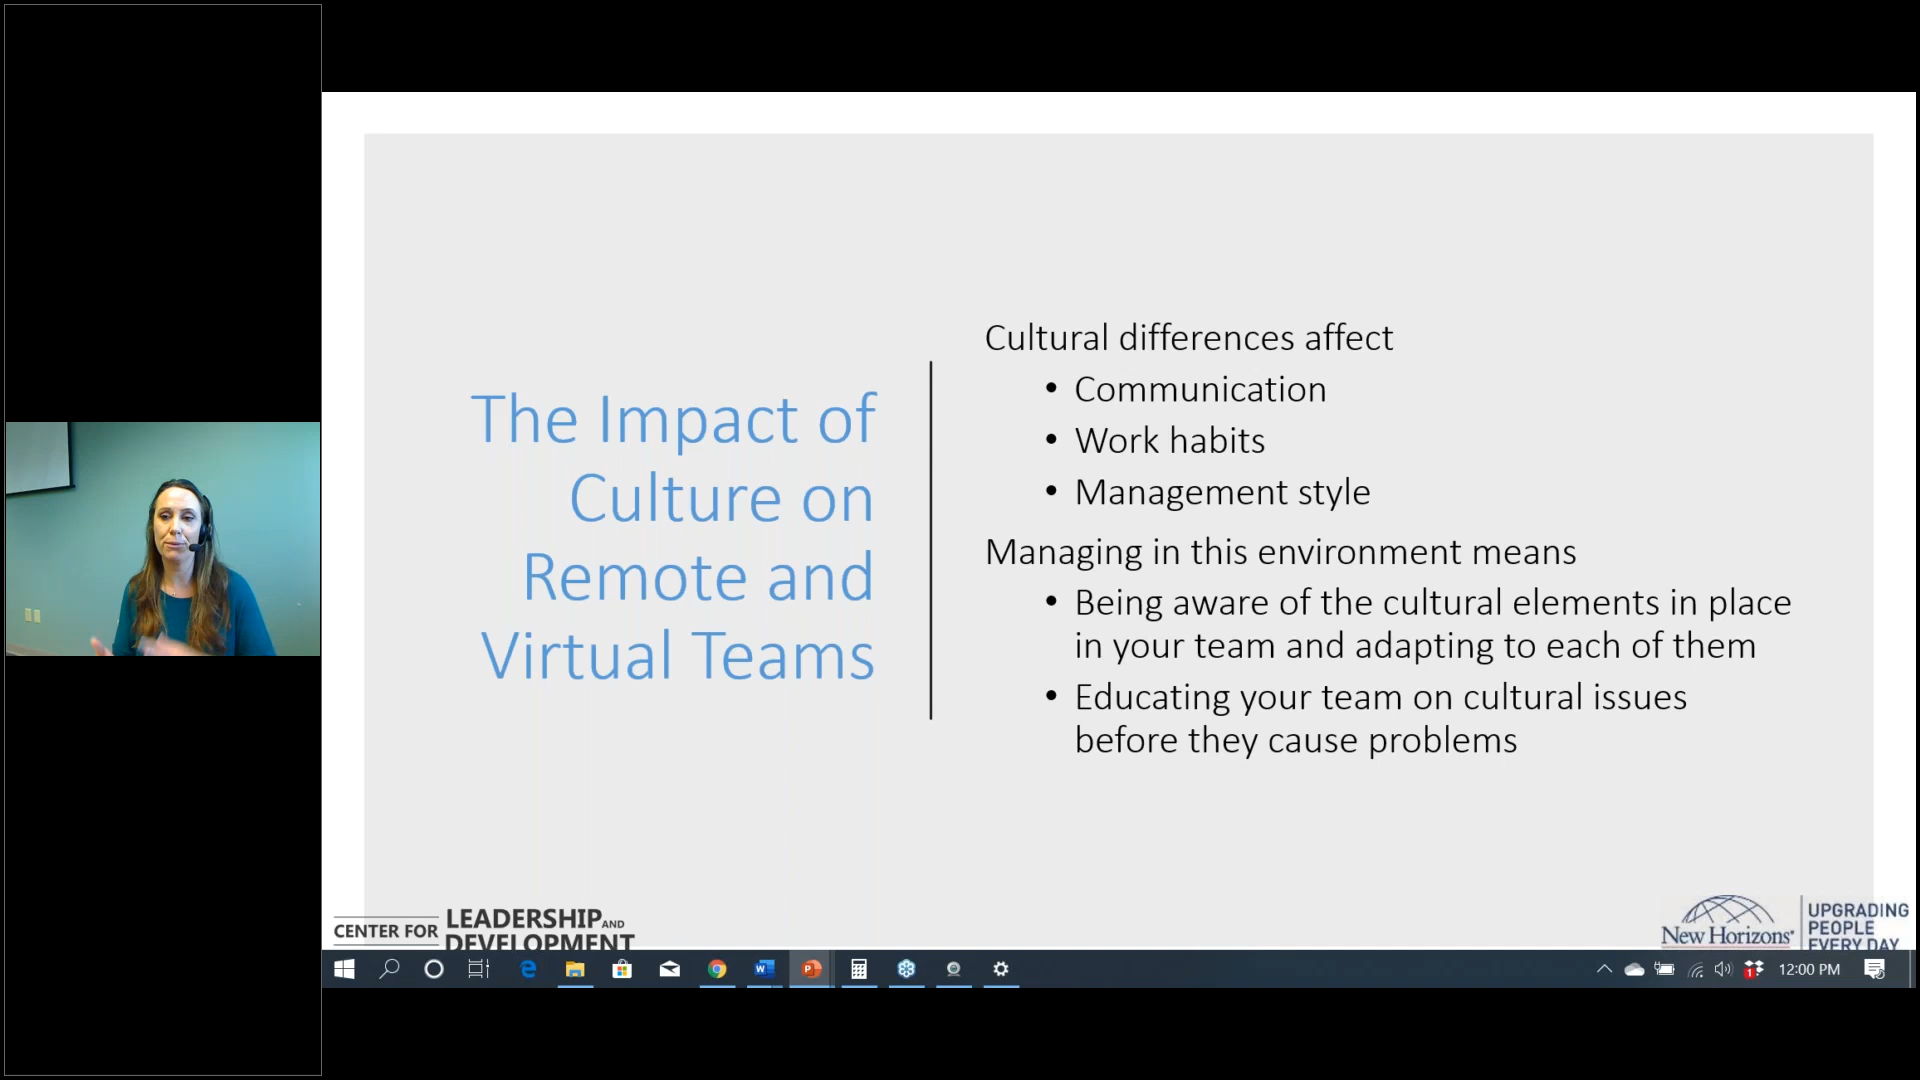 The Impact of
Culture on
Remote and
Virtual Teams
Cultural differences affect
• Communication
• Work habits
• Management style
Managing in this environment means
• Being aware of the cultural elements in place
in your team and adapting to each of them
• Educating your team on cultural issues
before they cause problems
CENTER FOR LEADERSHIP AND
DEVELOPMENT
New Horizons®
UPGRADING
PEOPLE
EVERY DAY
12:00 PM